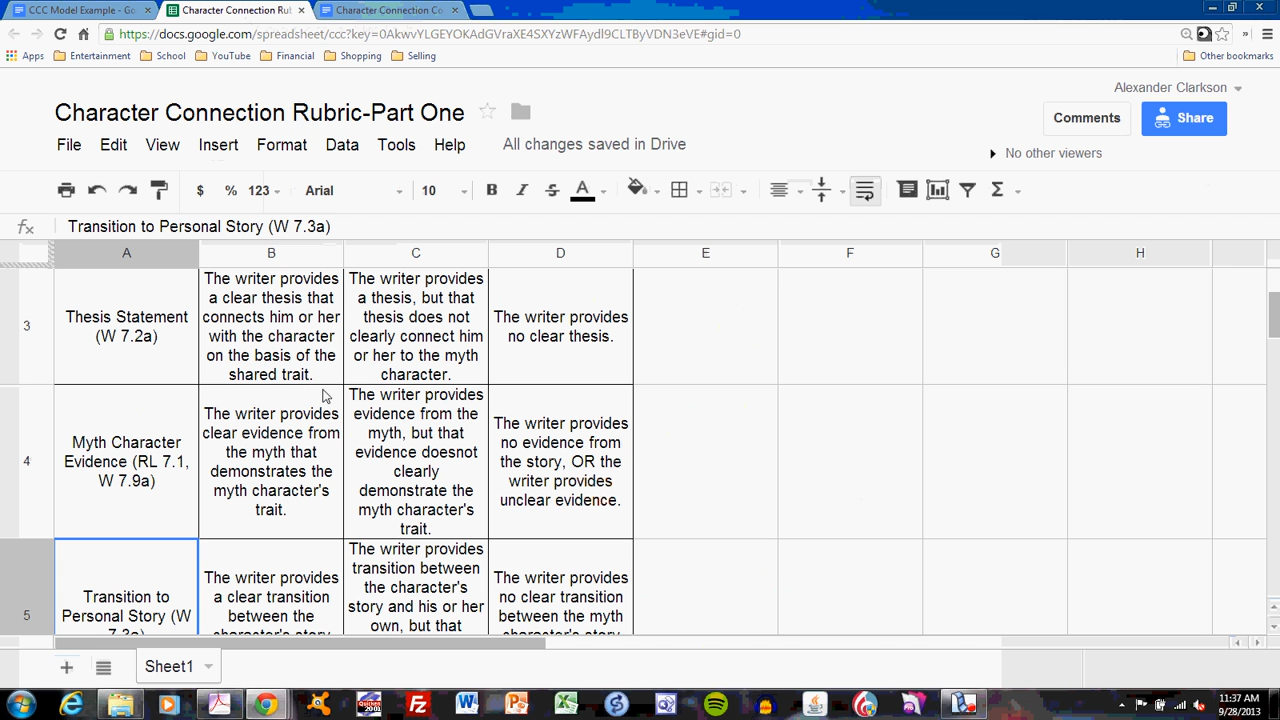 CCC Model Example - Go
Character Connection Rub
Character Connection Co
https://docs.google.com/spreadsheet/ccc?key=0AkwvYLGEYOKAdGVraXE4SXYzWFAydl9CLTByVDN3eVE#gid=0
Apps Entertainment School YouTube Financial Shopping Selling Other bookmarks
Alexander Clarkson
Character Connection Rubric-Part One
Comments
Share
File Edit View Insert Format Data Tools Help All changes saved in Drive
No other viewers
$ % 123 Arial 10 B I S A Σ
fx Transition to Personal Story (W 7.3a)
A B C D E F G H
3
Thesis Statement
(W 7.2a)
The writer provides
a clear thesis that
connects him or her
with the character
on the basis of the
shared trait.
The writer provides
a thesis, but that
thesis does not
clearly connect him
or her to the myth
character.
The writer provides
no clear thesis.
4
Myth Character
Evidence (RL 7.1,
W 7.9a)
The writer provides
clear evidence from
the myth that
demonstrates the
myth character's
trait.
The writer provides
evidence from the
myth, but that
evidence doesnot
clearly
demonstrate the
myth character's
trait.
The writer provides
no evidence from
the story, OR the
writer provides
unclear evidence.
5
Transition to
Personal Story (W
7.3a)
The writer provides
a clear transition
between the
character's story
The writer provides
transition between
the character's
story and his or her
own, but that
The writer provides
no clear transition
between the myth
character's story
Sheet1
11:37 AM
9/28/2013